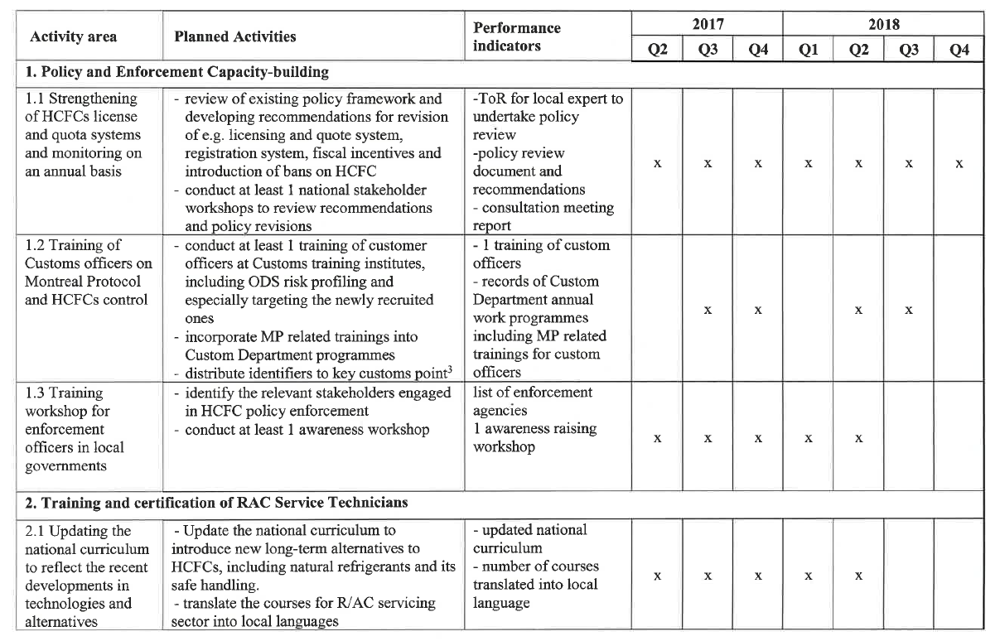 Activity area
Planned Activities
Performance
indicators
2017
2018
Q2 Q3 Q4 Q1 Q2 Q3 Q4
1. Policy and Enforcement Capacity-building
1.1 Strengthening
of HCFCs license
and quota systems
and monitoring on
an annual basis
- review of existing policy framework and
developing recommendations for revision
of e.g. licensing and quote system,
registration system, fiscal incentives and
introduction of bans on HCFC
- conduct at least 1 national stakeholder
workshops to review recommendations
and policy revisions
-ToR for local expert to
undertake policy
review
-policy review
document and
recommendations
- consultation meeting
report
x x x x x x x
1.2 Training of
Customs officers on
Montreal Protocol
and HCFCs control
- conduct at least 1 training of customer
officers at Customs training institutes,
including ODS risk profiling and
especially targeting the newly recruited
ones
- incorporate MP related trainings into
Custom Department programmes
- distribute identifiers to key customs point³
- 1 training of custom
officers
- records of Custom
Department annual
work programmes
including MP related
trainings for custom
officers
x x x x
1.3 Training
workshop for
enforcement
officers in local
governments
- identify the relevant stakeholders engaged
in HCFC policy enforcement
- conduct at least 1 awareness workshop
list of enforcement
agencies
1 awareness raising
workshop
x x x x x
2. Training and certification of RAC Service Technicians
2.1 Updating the
national curriculum
to reflect the recent
developments in
technologies and
alternatives
- Update the national curriculum to
introduce new long-term alternatives to
HCFCs, including natural refrigerants and its
safe handling.
- translate the courses for R/AC servicing
sector into local languages
- updated national
curriculum
- number of courses
translated into local
language
x x x x x